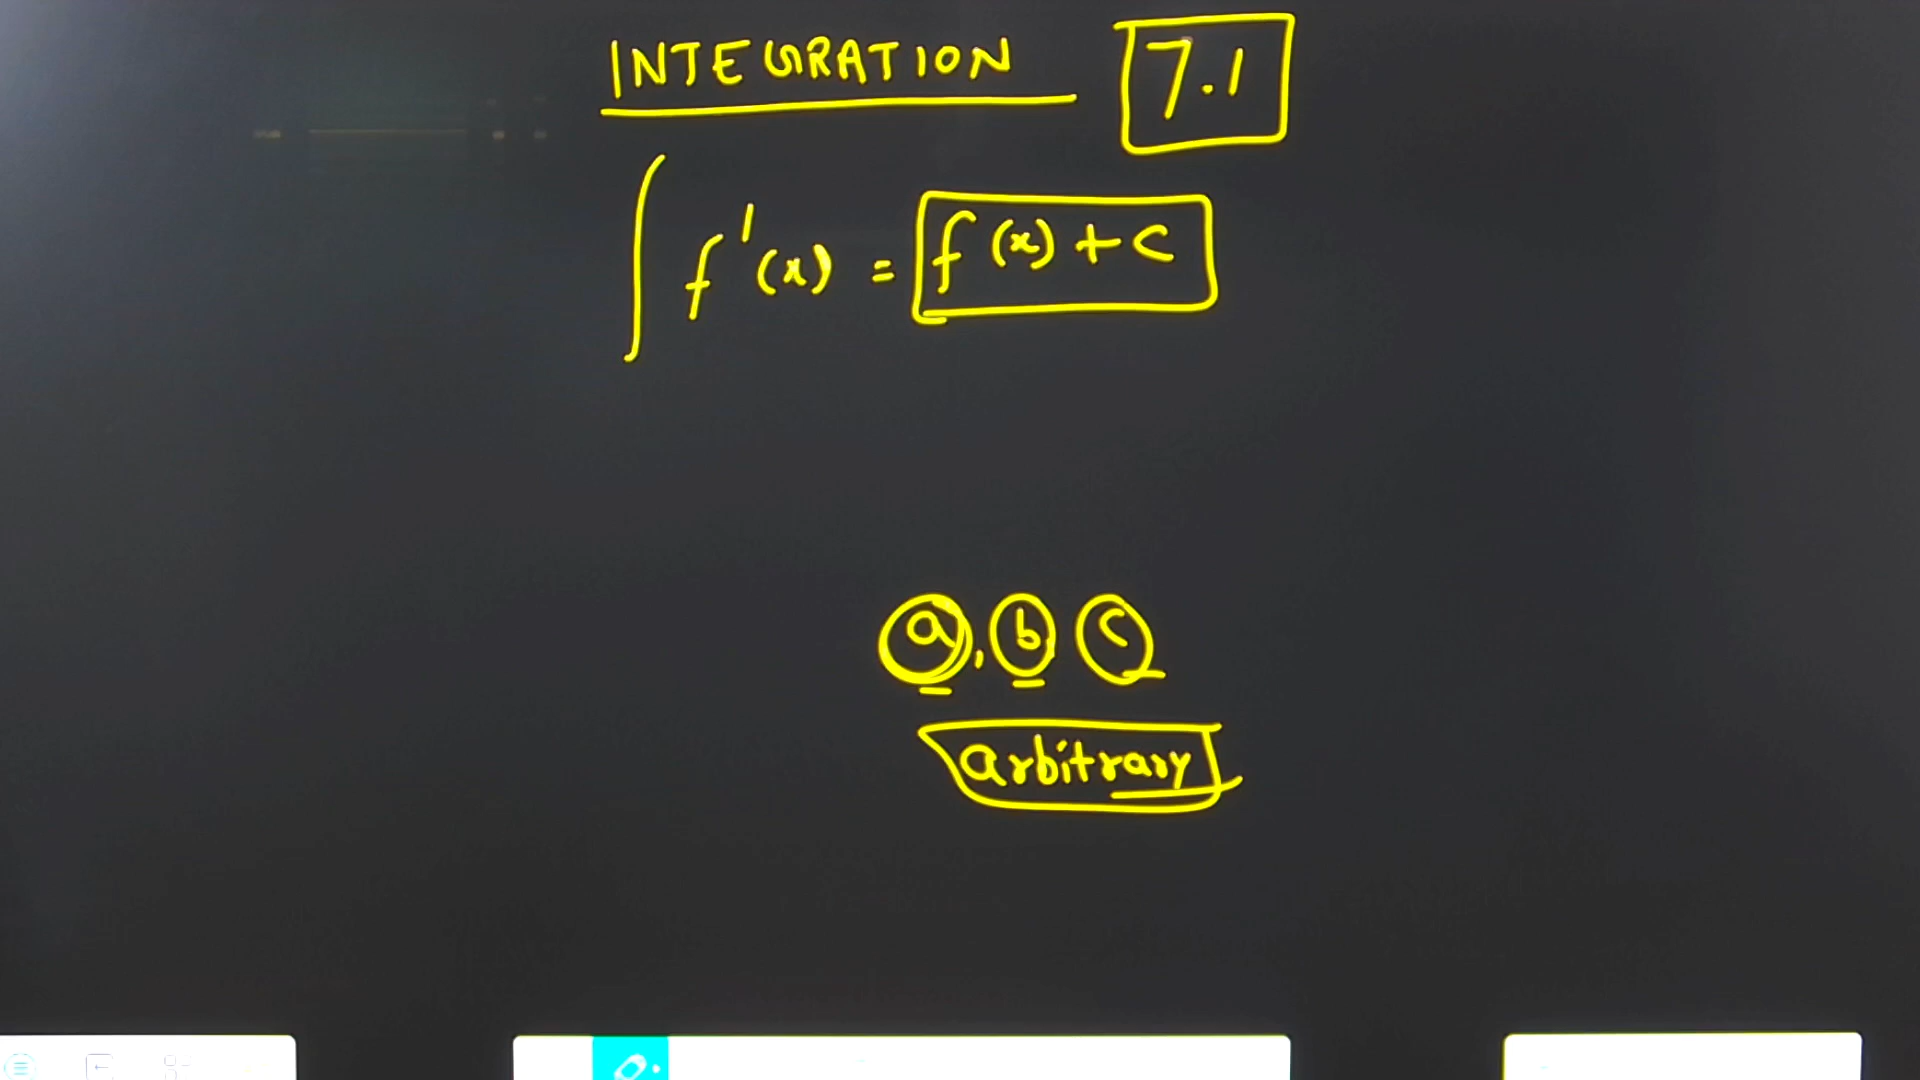 INTEGRATION 7.1
∫ f'(x) = f(x) + c
a, b c
arbitrary